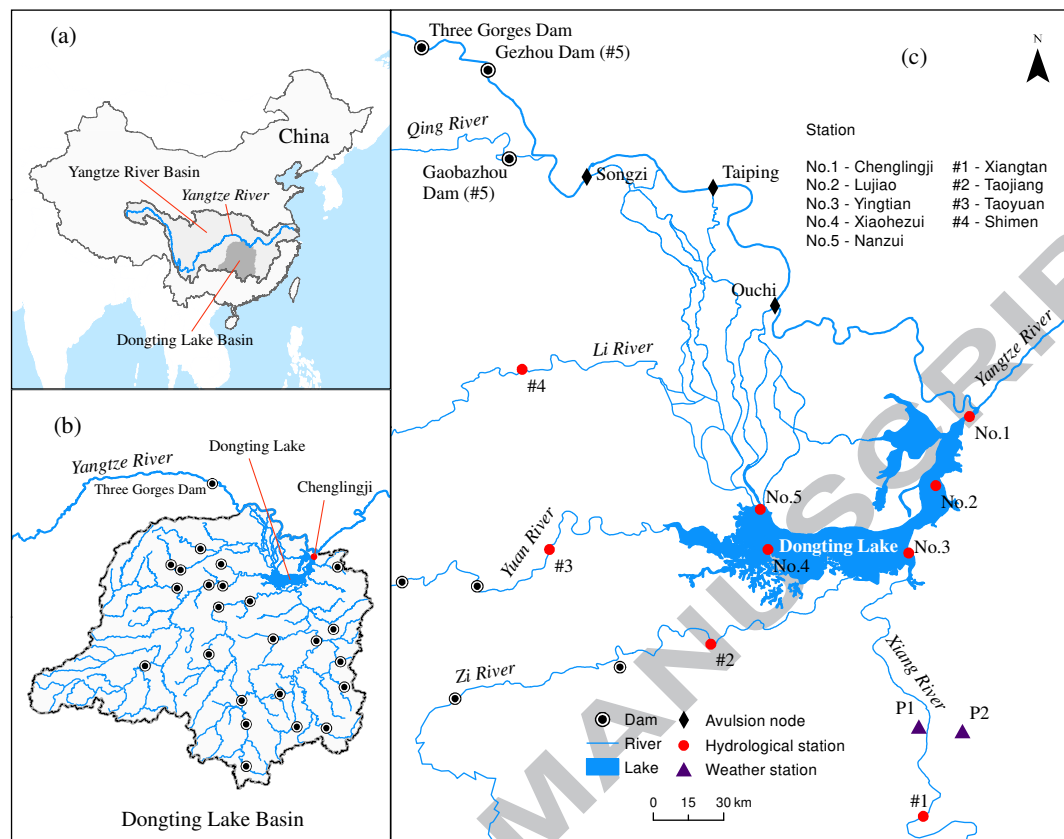 (a)
China
Yangtze River Basin
Yangtze River
Dongting Lake Basin
(b)
Dongting Lake
Yangtze River
Three Gorges Dam
Chenglingji
Dongting Lake Basin
(c)
N
Three Gorges Dam
Gezhou Dam (#5)
Qing River
Gaobazhou
Dam (#5)
Songzi
Taiping
Ouchi
Station
No.1 - Chenglingji #1 - Xiangtan
No.2 - Lujiao #2 - Taojiang
No.3 - Yingtian #3 - Taoyuan
No.4 - Xiaohezui #4 - Shimen
No.5 - Nanzui
Li River
#4
Yangtze River
No.1
No.2
No.5
No.3
Dongting Lake
No.4
Yuan River
#3
#2
Zi River
Xiang River
P1
P2
#1
Dam
River
Lake
Avulsion node
Hydrological station
Weather station
0 15 30 km
MANUSCRIP